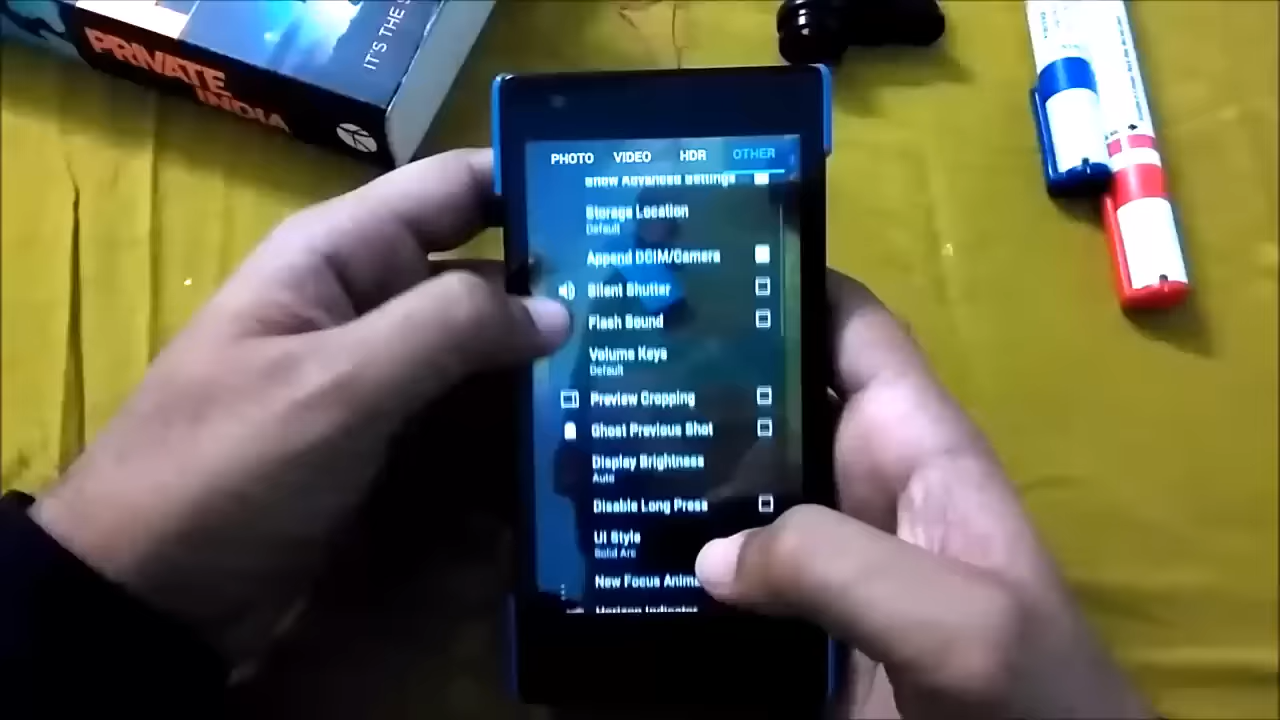 PRIVATE
INDIA
IT'S THE
PHOTO VIDEO HDR OTHER
Show Advanced Settings
Storage Location
Default
Append DCIM/Camera
Silent Shutter
Flash Sound
Volume Keys
Default
Preview Cropping
Ghost Previous Shot
Display Brightness
Auto
Disable Long Press
UI Style
Solid Arc
New Focus Anima
Horizon Indicator